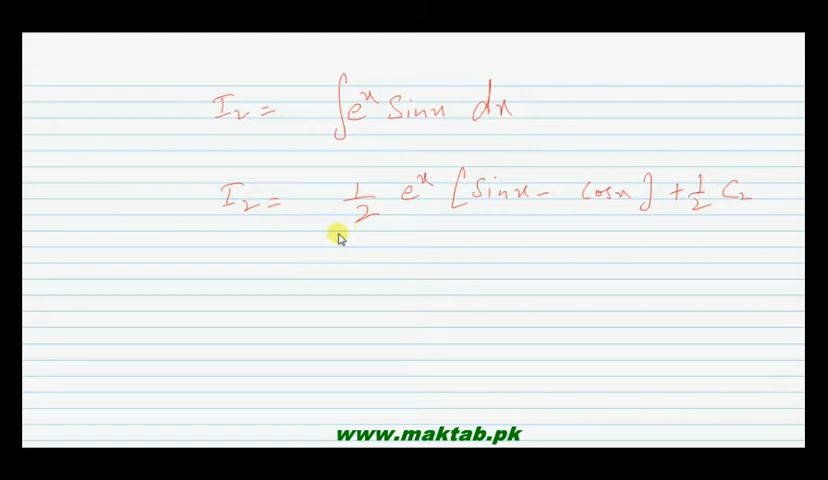 I₂ = ∫eˣ Sinx dx
I₂ = 1/2 eˣ [Sinx - Cosx] + 1/2 C₂
www.maktab.pk